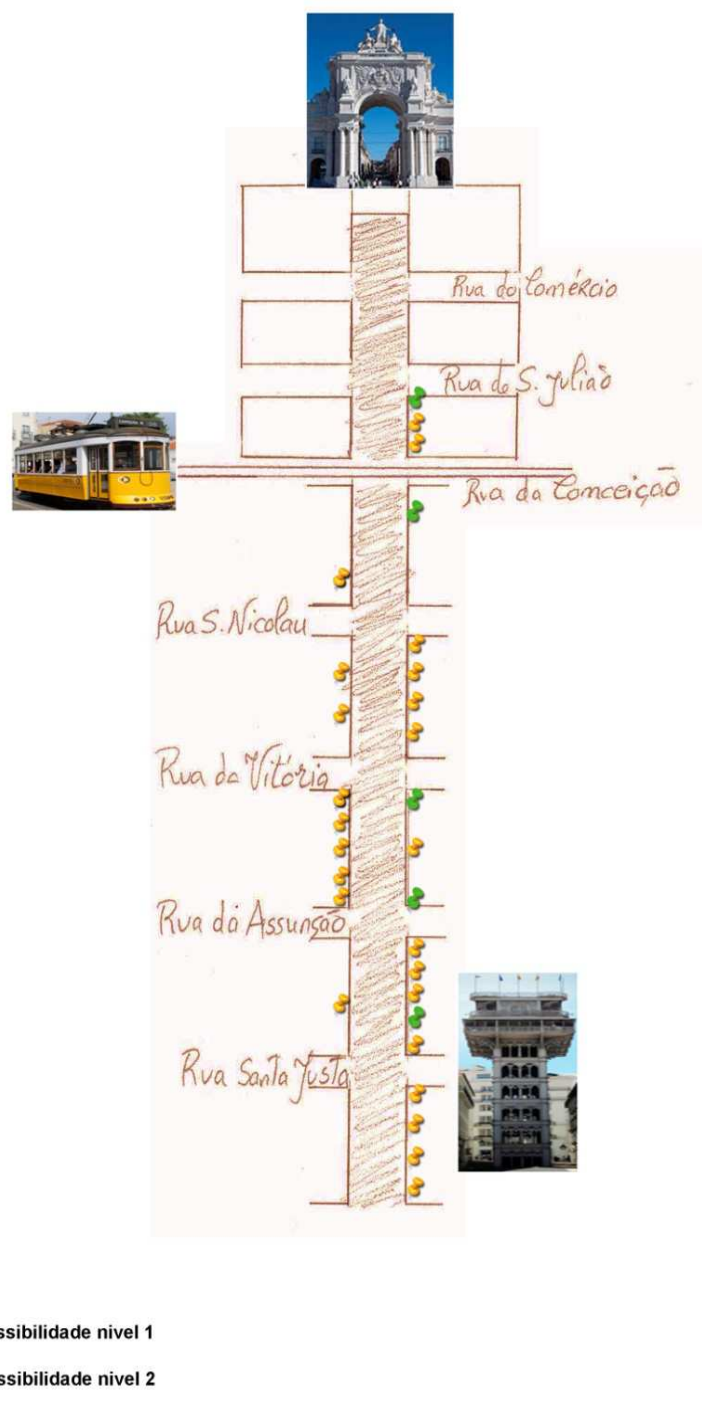 Rua do Comércio
Rua de S. Julião
Rua da Conceição
Rua S. Nicolau
Rua da Vitória
Rua da Assunção
Rua Santa Justa
ssibilidade nivel 1
ssibilidade nivel 2